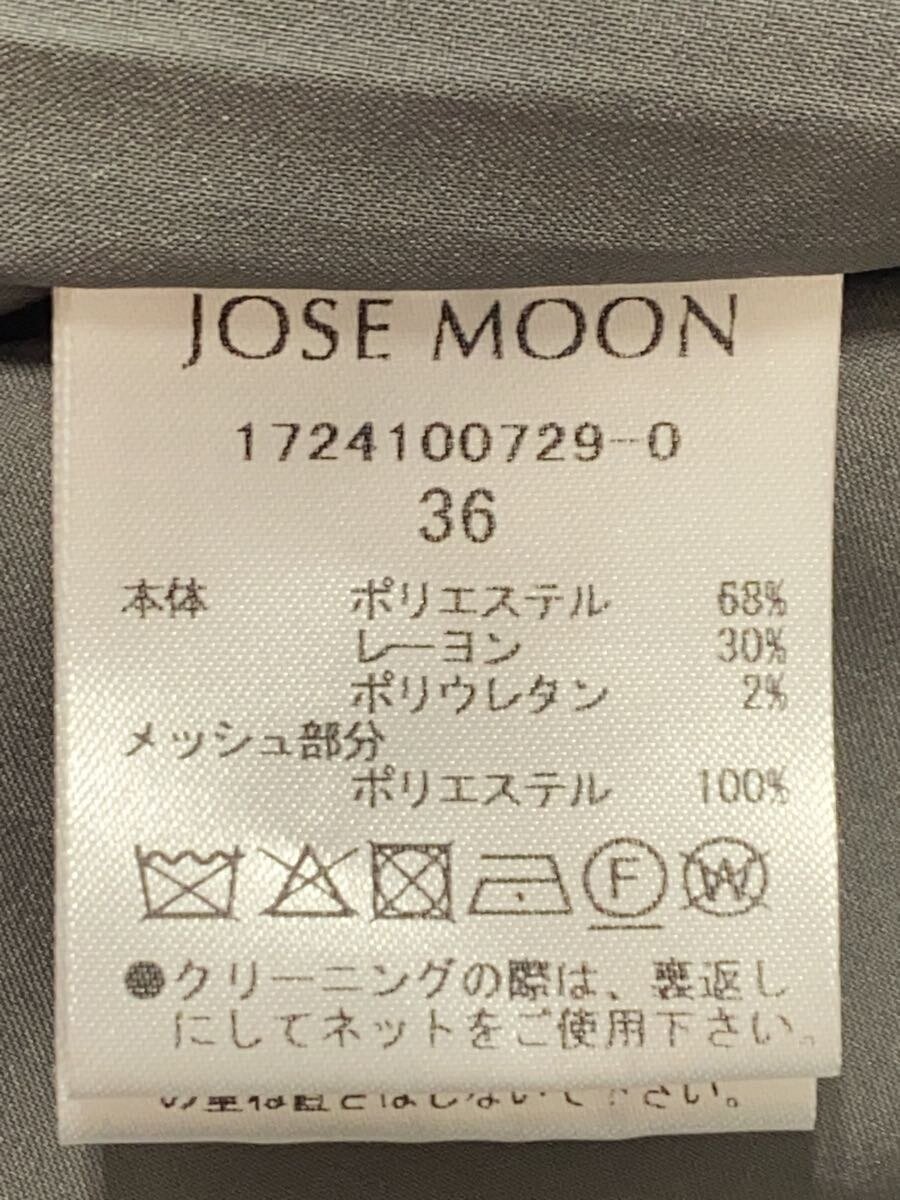 JOSE MOON
1724100729-0
36
本体 ポリエステル 68%
レーヨン 30%
ポリウレタン 2%
メッシュ部分
ポリエステル 100%
F W
●クリーニングの際は、裏返し
にしてネットをご使用下さい。